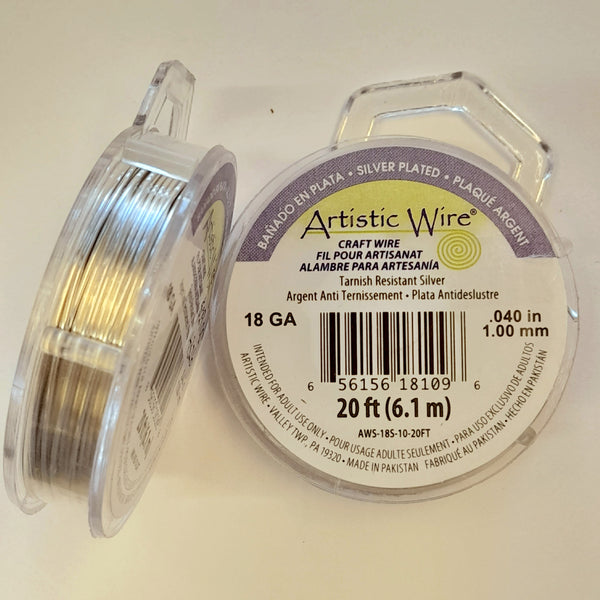 BAÑADO EN PLATA • SILVER PLATED • PLAQUÉ ARGENT
Artistic Wire®
CRAFT WIRE
FIL POUR ARTISANAT
ALAMBRE PARA ARTESANÍA
Tarnish Resistant Silver
Argent Anti Ternissement • Plata Antideslustre
18 GA
.040 in
1.00 mm
6 56156 18109 6
20 ft (6.1 m)
AWS-18S-10-20FT
INTENDED FOR ADULT USE ONLY • POUR USAGE ADULTE SEULEMENT • PARA USO EXCLUSIVO DE ADULTOS
ARTISTIC WIRE • VALLEY TWP., PA 19320 • MADE IN PAKISTAN FABRIQUÉ AU PAKISTAN • HECHO EN PAKISTAN